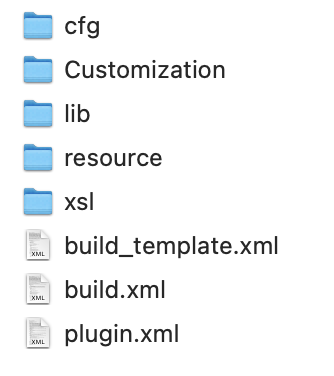 cfg
Customization
lib
resource
xsl
XML
build_template.xml
XML
build.xml
XML
plugin.xml